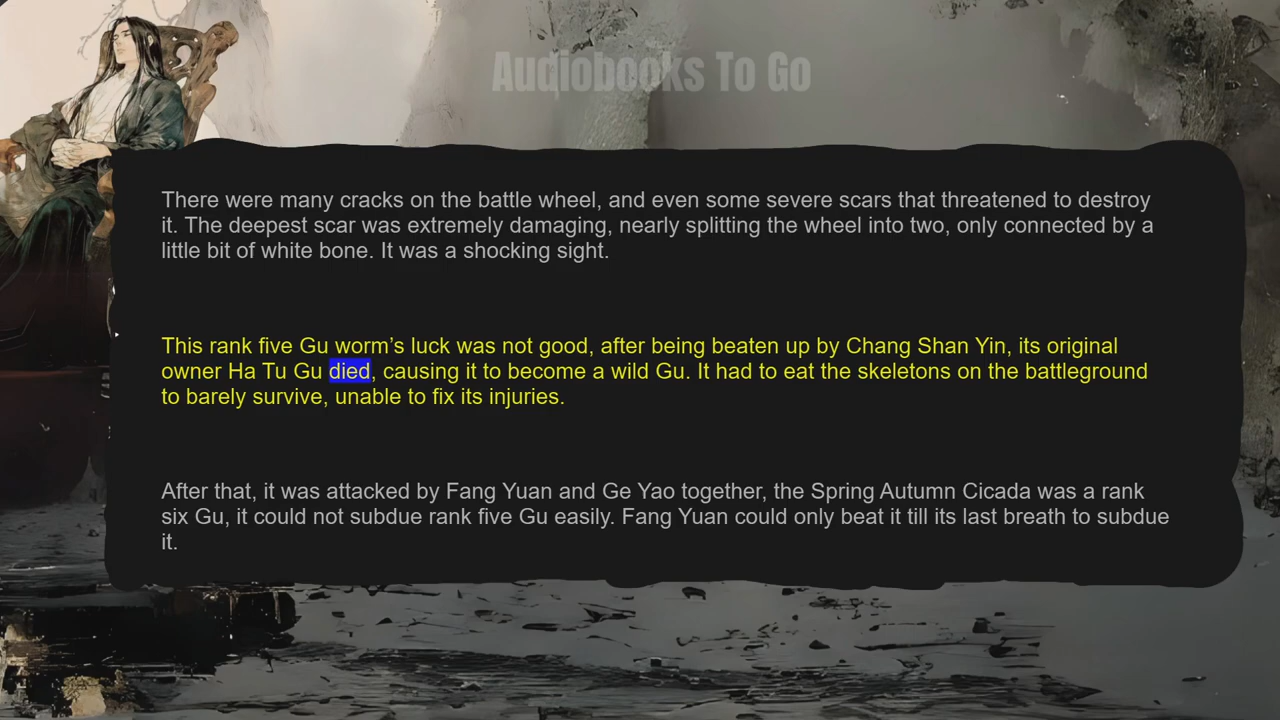 Audiobooks To Go
There were many cracks on the battle wheel, and even some severe scars that threatened to destroy
it. The deepest scar was extremely damaging, nearly splitting the wheel into two, only connected by a
little bit of white bone. It was a shocking sight.
This rank five Gu worm’s luck was not good, after being beaten up by Chang Shan Yin, its original
owner Ha Tu Gu died, causing it to become a wild Gu. It had to eat the skeletons on the battleground
to barely survive, unable to fix its injuries.
After that, it was attacked by Fang Yuan and Ge Yao together, the Spring Autumn Cicada was a rank
six Gu, it could not subdue rank five Gu easily. Fang Yuan could only beat it till its last breath to subdue
it.